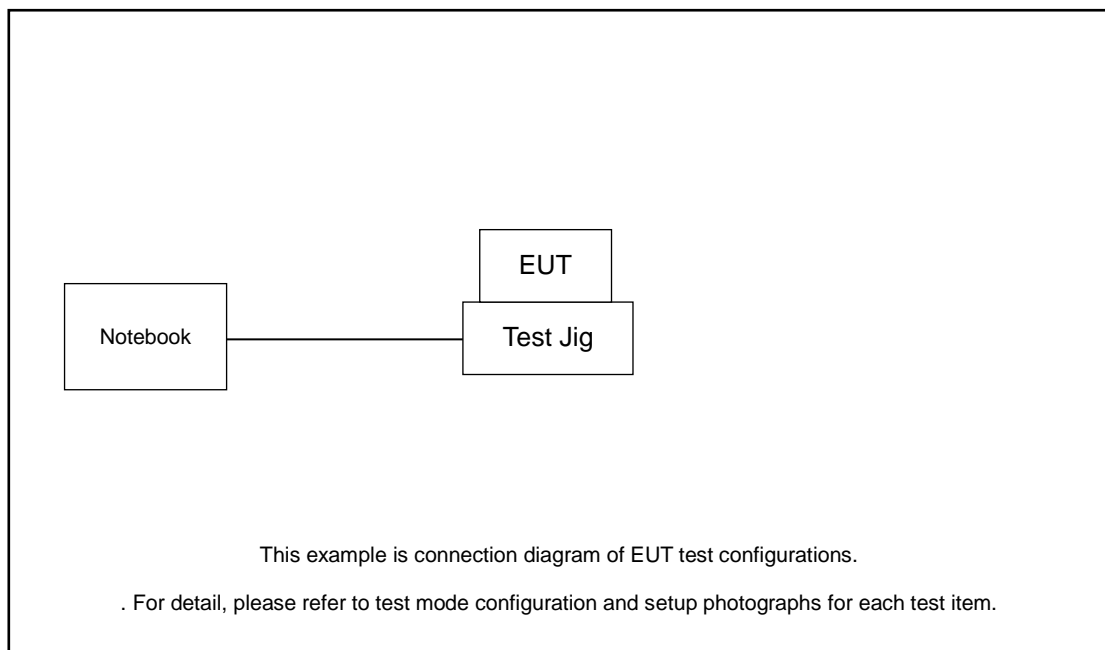 EUT
Notebook
Test Jig
This example is connection diagram of EUT test configurations.
. For detail, please refer to test mode configuration and setup photographs for each test item.